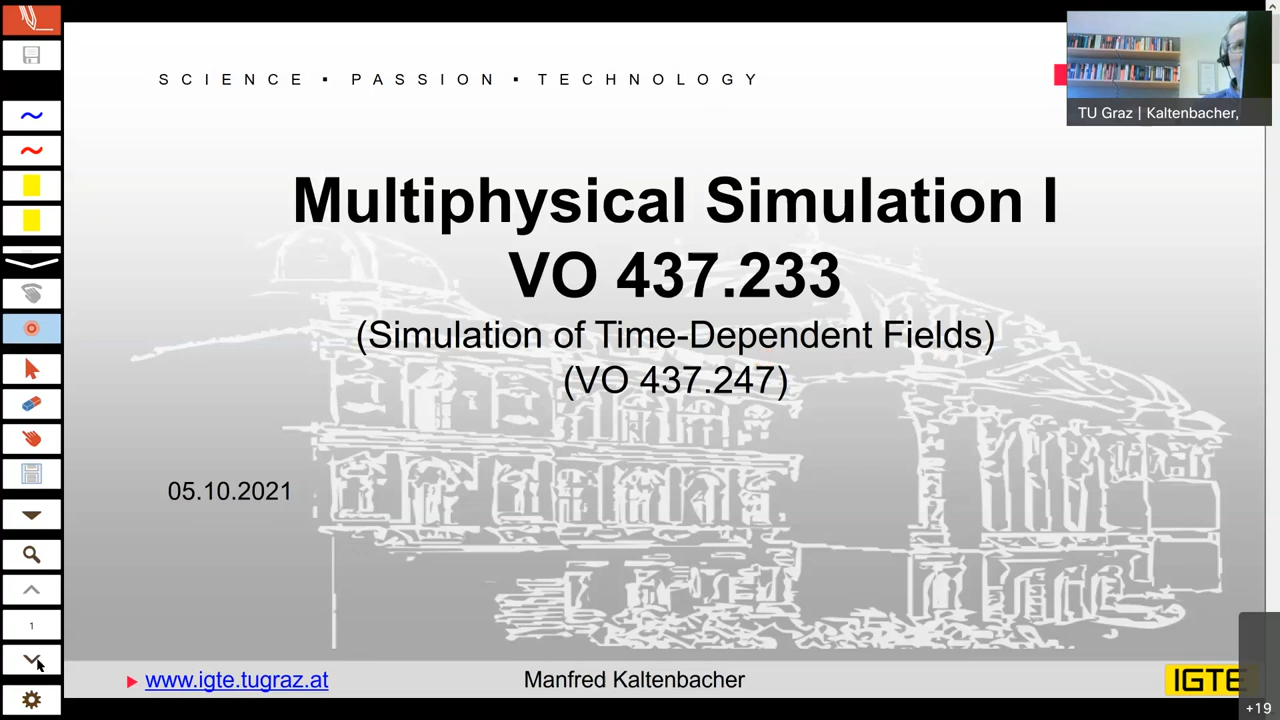 SCIENCE ▪ PASSION ▪ TECHNOLOGY
TU Graz | Kaltenbacher,
Multiphysical Simulation I
VO 437.233
(Simulation of Time-Dependent Fields)
(VO 437.247)
05.10.2021
1
www.igte.tugraz.at
Manfred Kaltenbacher
IGTE
+19